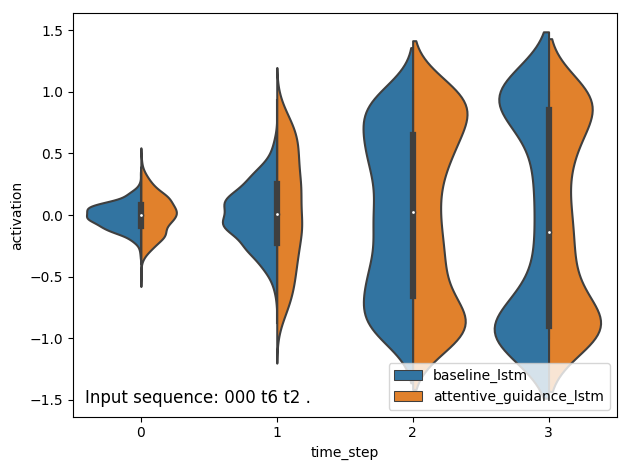 1.5
1.0
0.5
0.0
−0.5
−1.0
−1.5
activation
Input sequence: 000 t6 t2 .
baseline_lstm
attentive_guidance_lstm
0 1 2 3
time_step